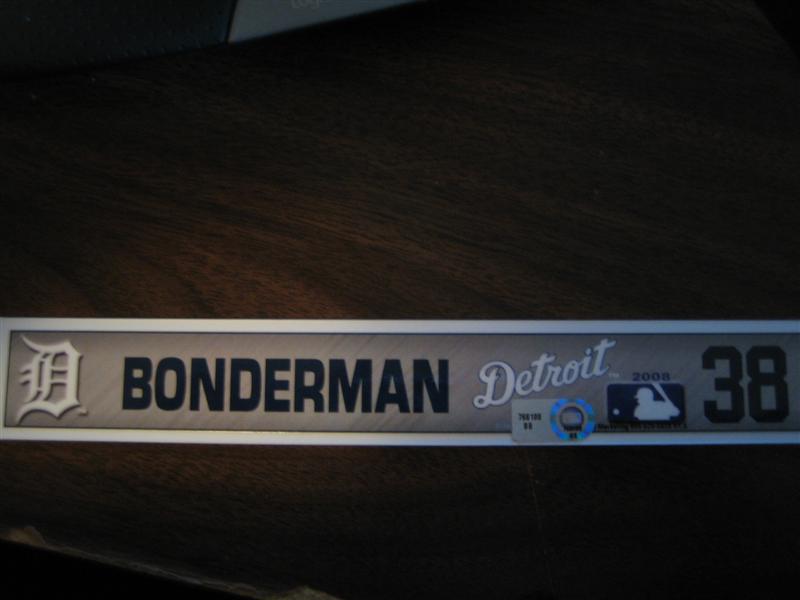 D
BONDERMAN
Detroit
2008
38